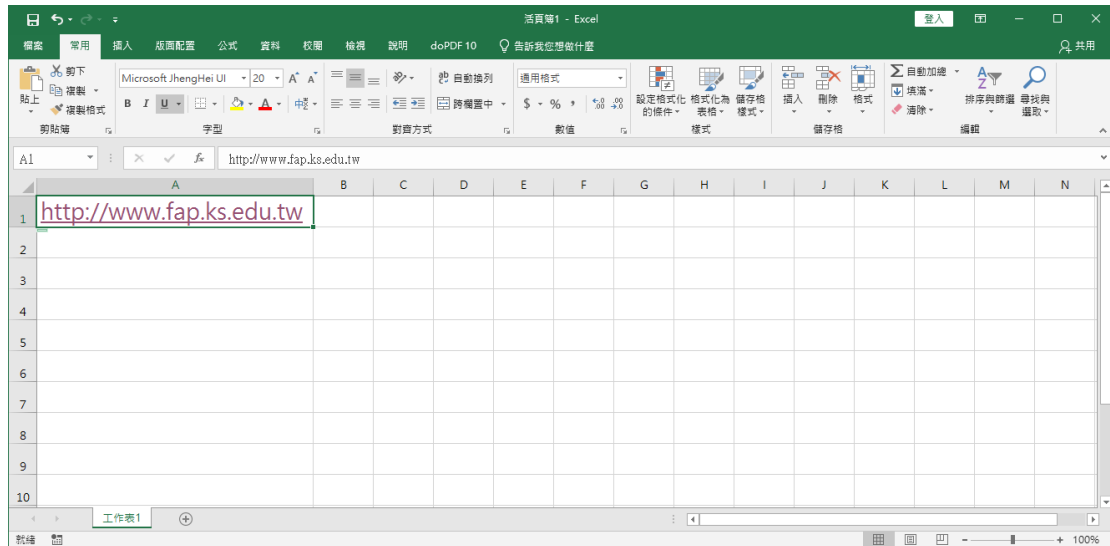 活頁簿1 - Excel
登入
檔案 常用 插入 版面配置 公式 資料 校閱 檢視 說明 doPDF 10 告訴我您想做什麼 共用
貼上 剪下 複製 複製格式
剪貼簿
Microsoft JhengHei UI 20 A A
B I U A 中
字型
自動換列
跨欄置中
對齊方式
通用格式
$ % , .0 .00 .00 .0
數值
設定格式化的條件 格式化為表格 儲存格樣式
樣式
插入 刪除 格式
儲存格
自動加總
填滿
清除
排序與篩選 尋找與選取
編輯
A1 fx http://www.fap.ks.edu.tw
A B C D E F G H I J K L M N
1 http://www.fap.ks.edu.tw
2
3
4
5
6
7
8
9
10
工作表1
就緒 100%